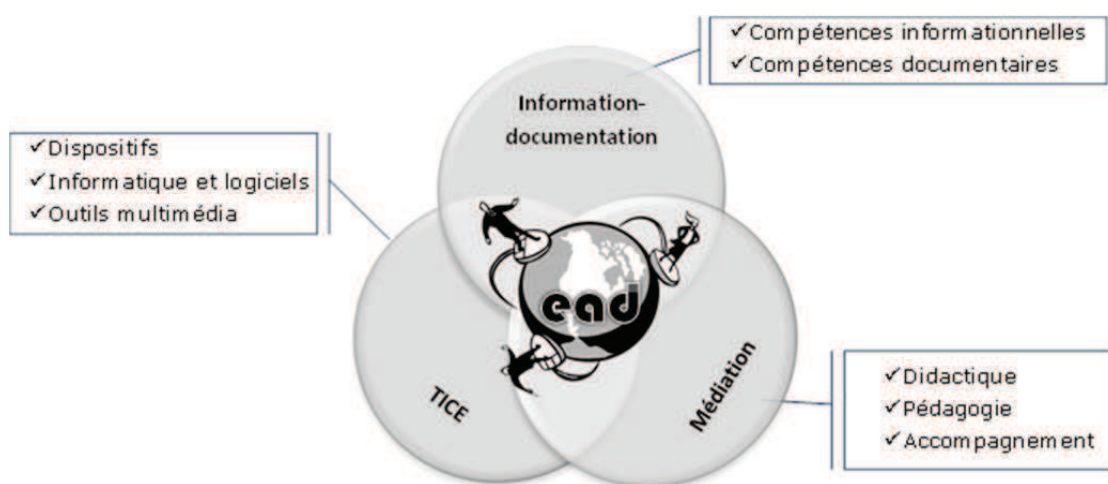 ✓Compétences informationnelles
✓Compétences documentaires
Information-
documentation
✓Dispositifs
✓Informatique et logiciels
✓Outils multimédia
ead
TICE
Médiation
✓Didactique
✓Pédagogie
✓Accompagnement